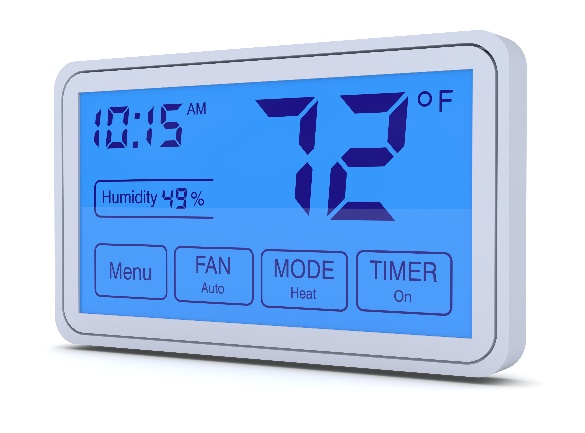 10:15 AM
72 °F
Humidity 49 %
Menu
FAN
Auto
MODE
Heat
TIMER
On